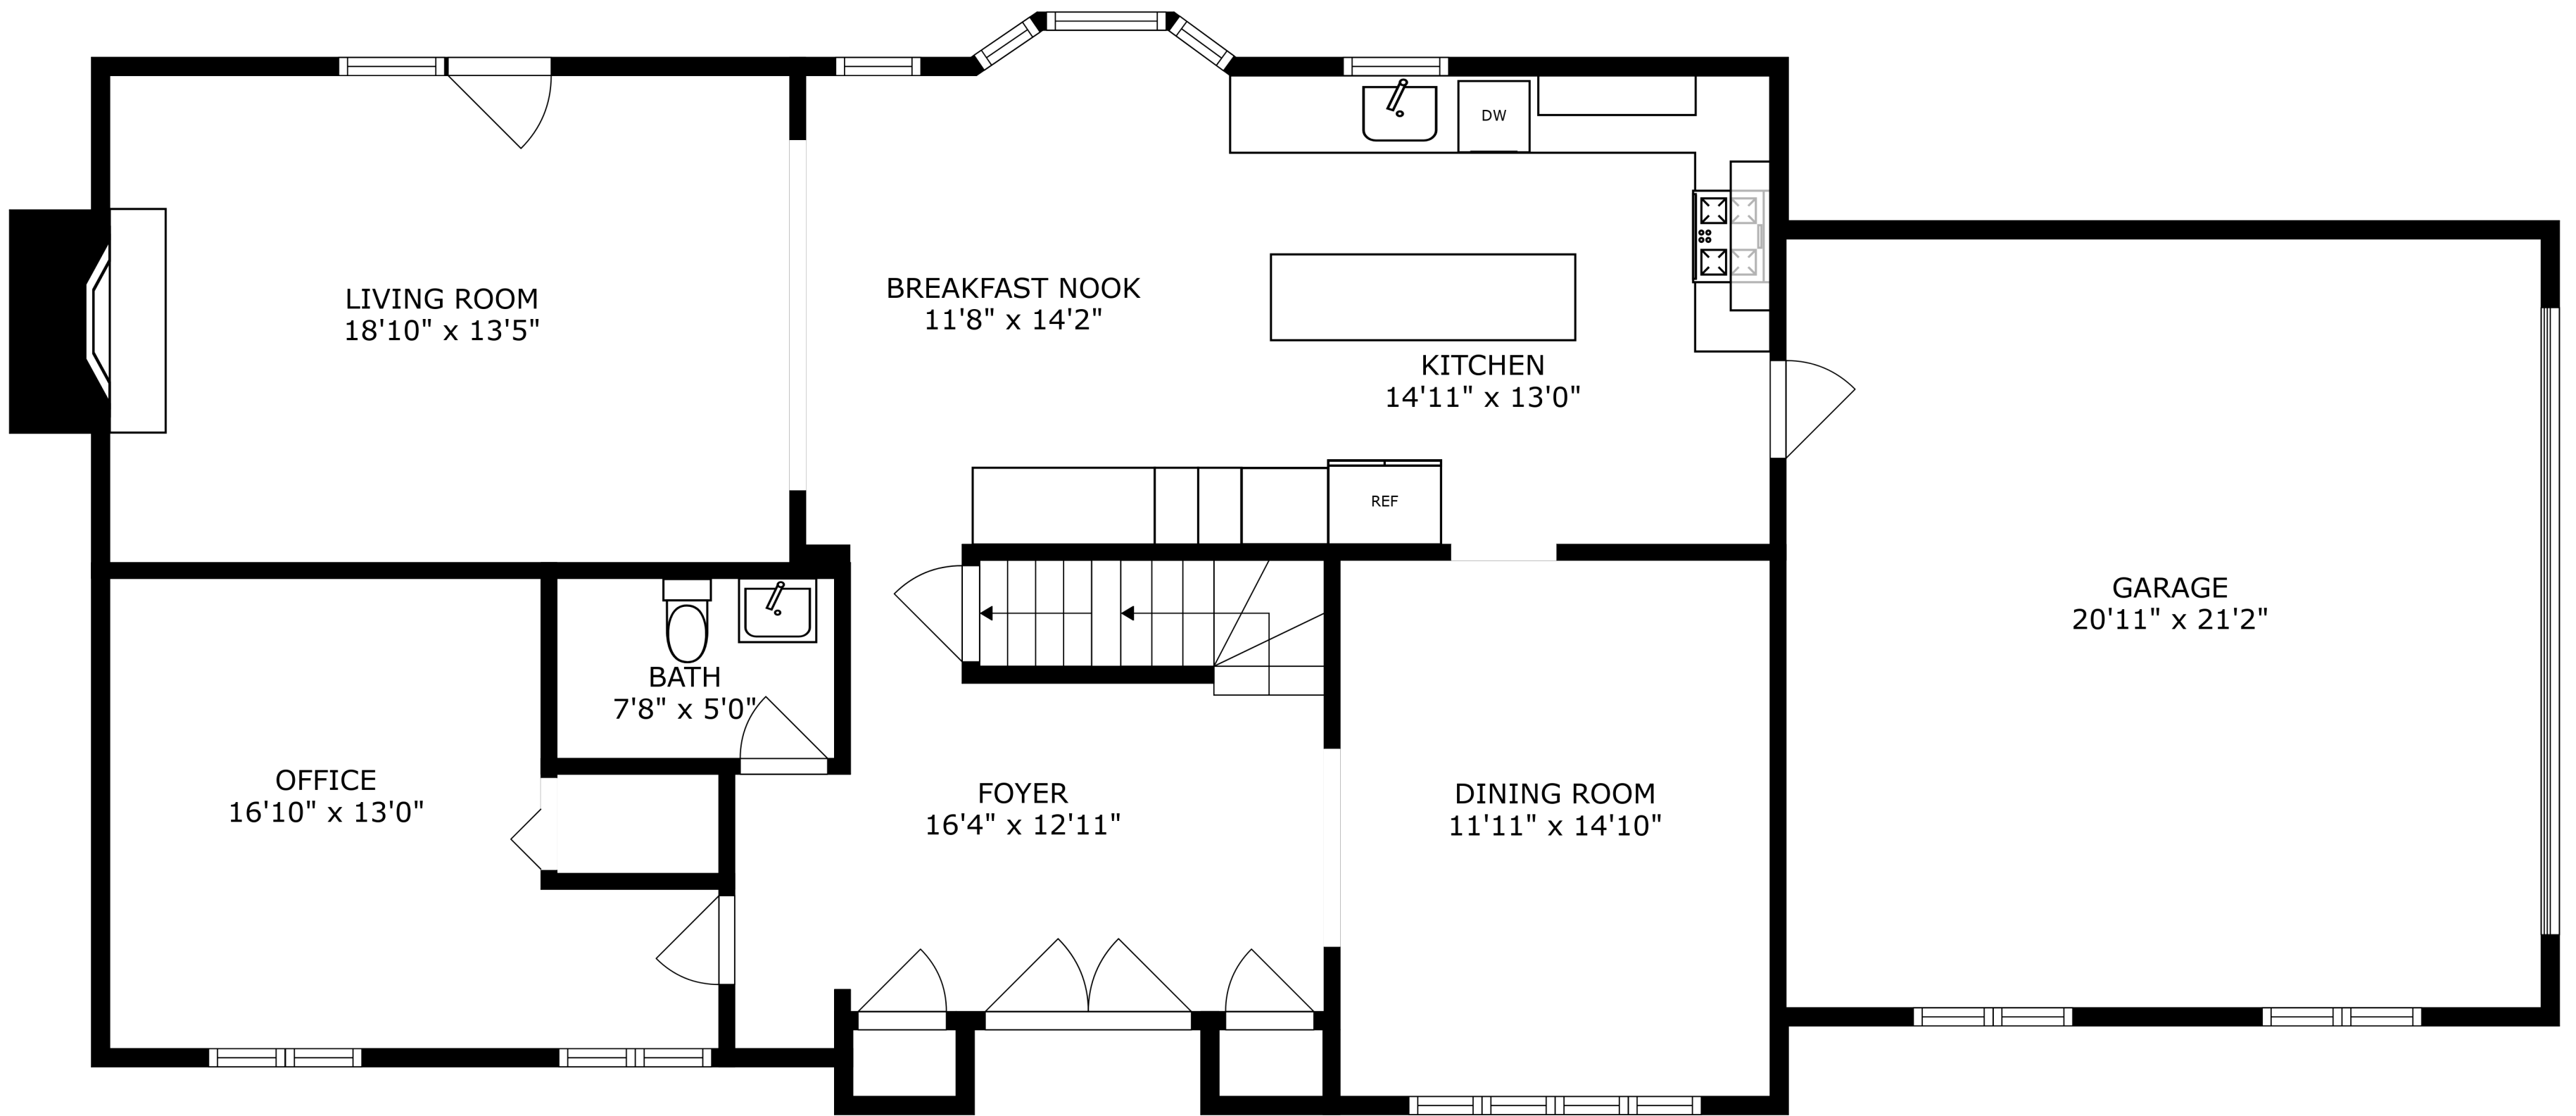 DW
BREAKFAST NOOK
11'8" x 14'2"
LIVING ROOM
18'10" x 13'5"
KITCHEN
14'11" x 13'0"
REF
GARAGE
20'11" x 21'2"
BATH
7'8" x 5'0"
OFFICE
16'10" x 13'0"
FOYER
16'4" x 12'11"
DINING ROOM
11'11" x 14'10"